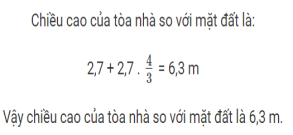 Chiều cao của tòa nhà so với mặt đất là:
2,7 + 2,7 . 4/3 = 6,3 m
Vậy chiều cao của tòa nhà so với mặt đất là 6,3 m.